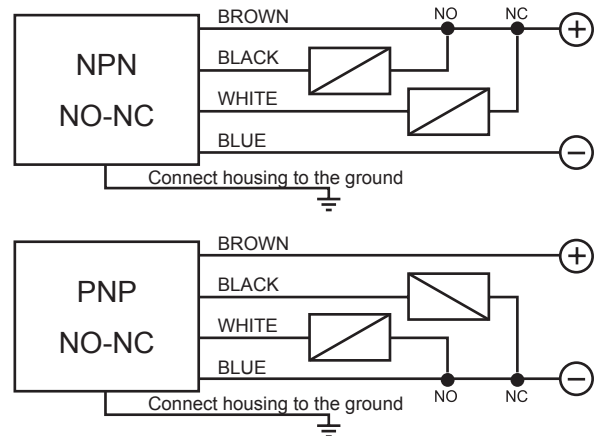 BROWN
NO
NC
+
NPN
NO-NC
BLACK
WHITE
BLUE
−
Connect housing to the ground
BROWN
+
PNP
NO-NC
BLACK
WHITE
BLUE
−
NO
NC
Connect housing to the ground